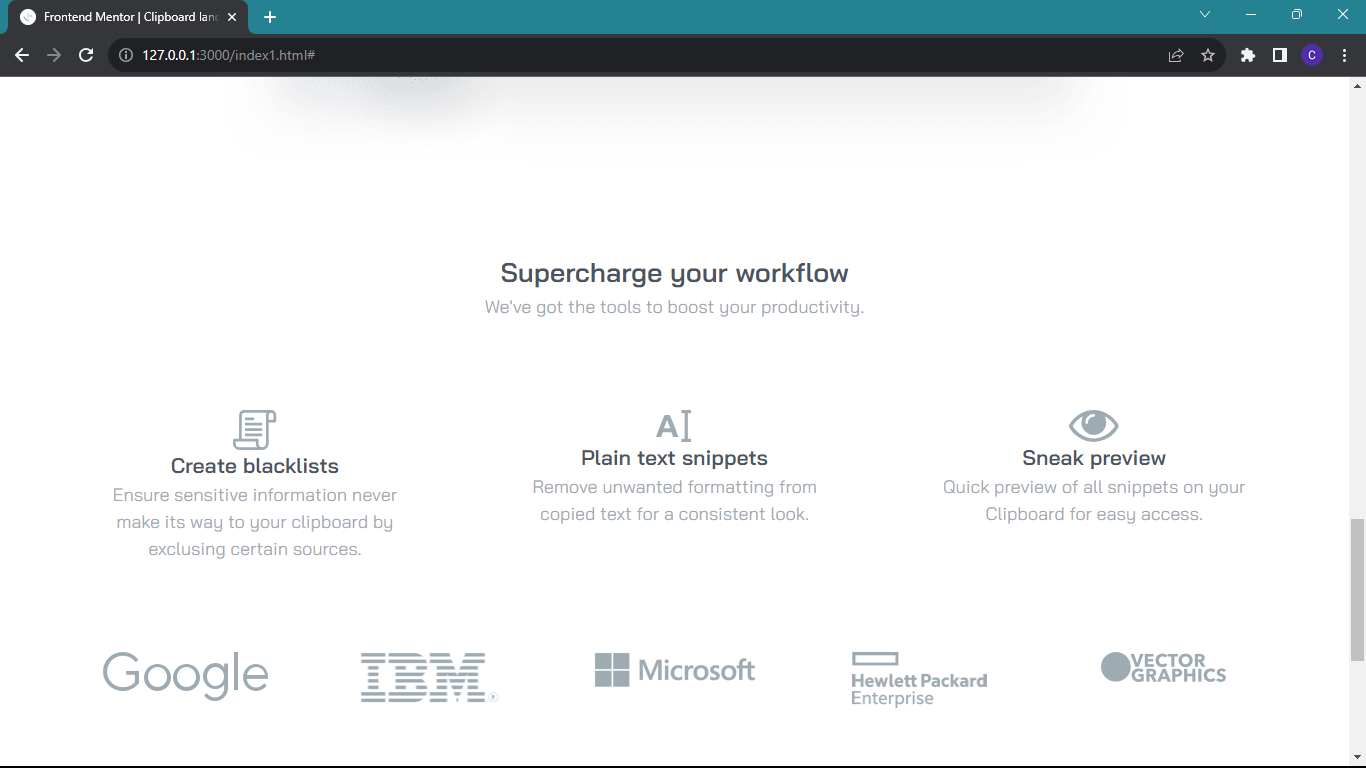 Frontend Mentor | Clipboard lanc
127.0.0.1:3000/index1.html#
C
Supercharge your workflow
We've got the tools to boost your productivity.
A
Create blacklists
Ensure sensitive information never
make its way to your clipboard by
exclusing certain sources.
Plain text snippets
Remove unwanted formatting from
copied text for a consistent look.
Sneak preview
Quick preview of all snippets on your
Clipboard for easy access.
Google
IBM
Microsoft
Hewlett Packard
Enterprise
VECTOR
GRAPHICS